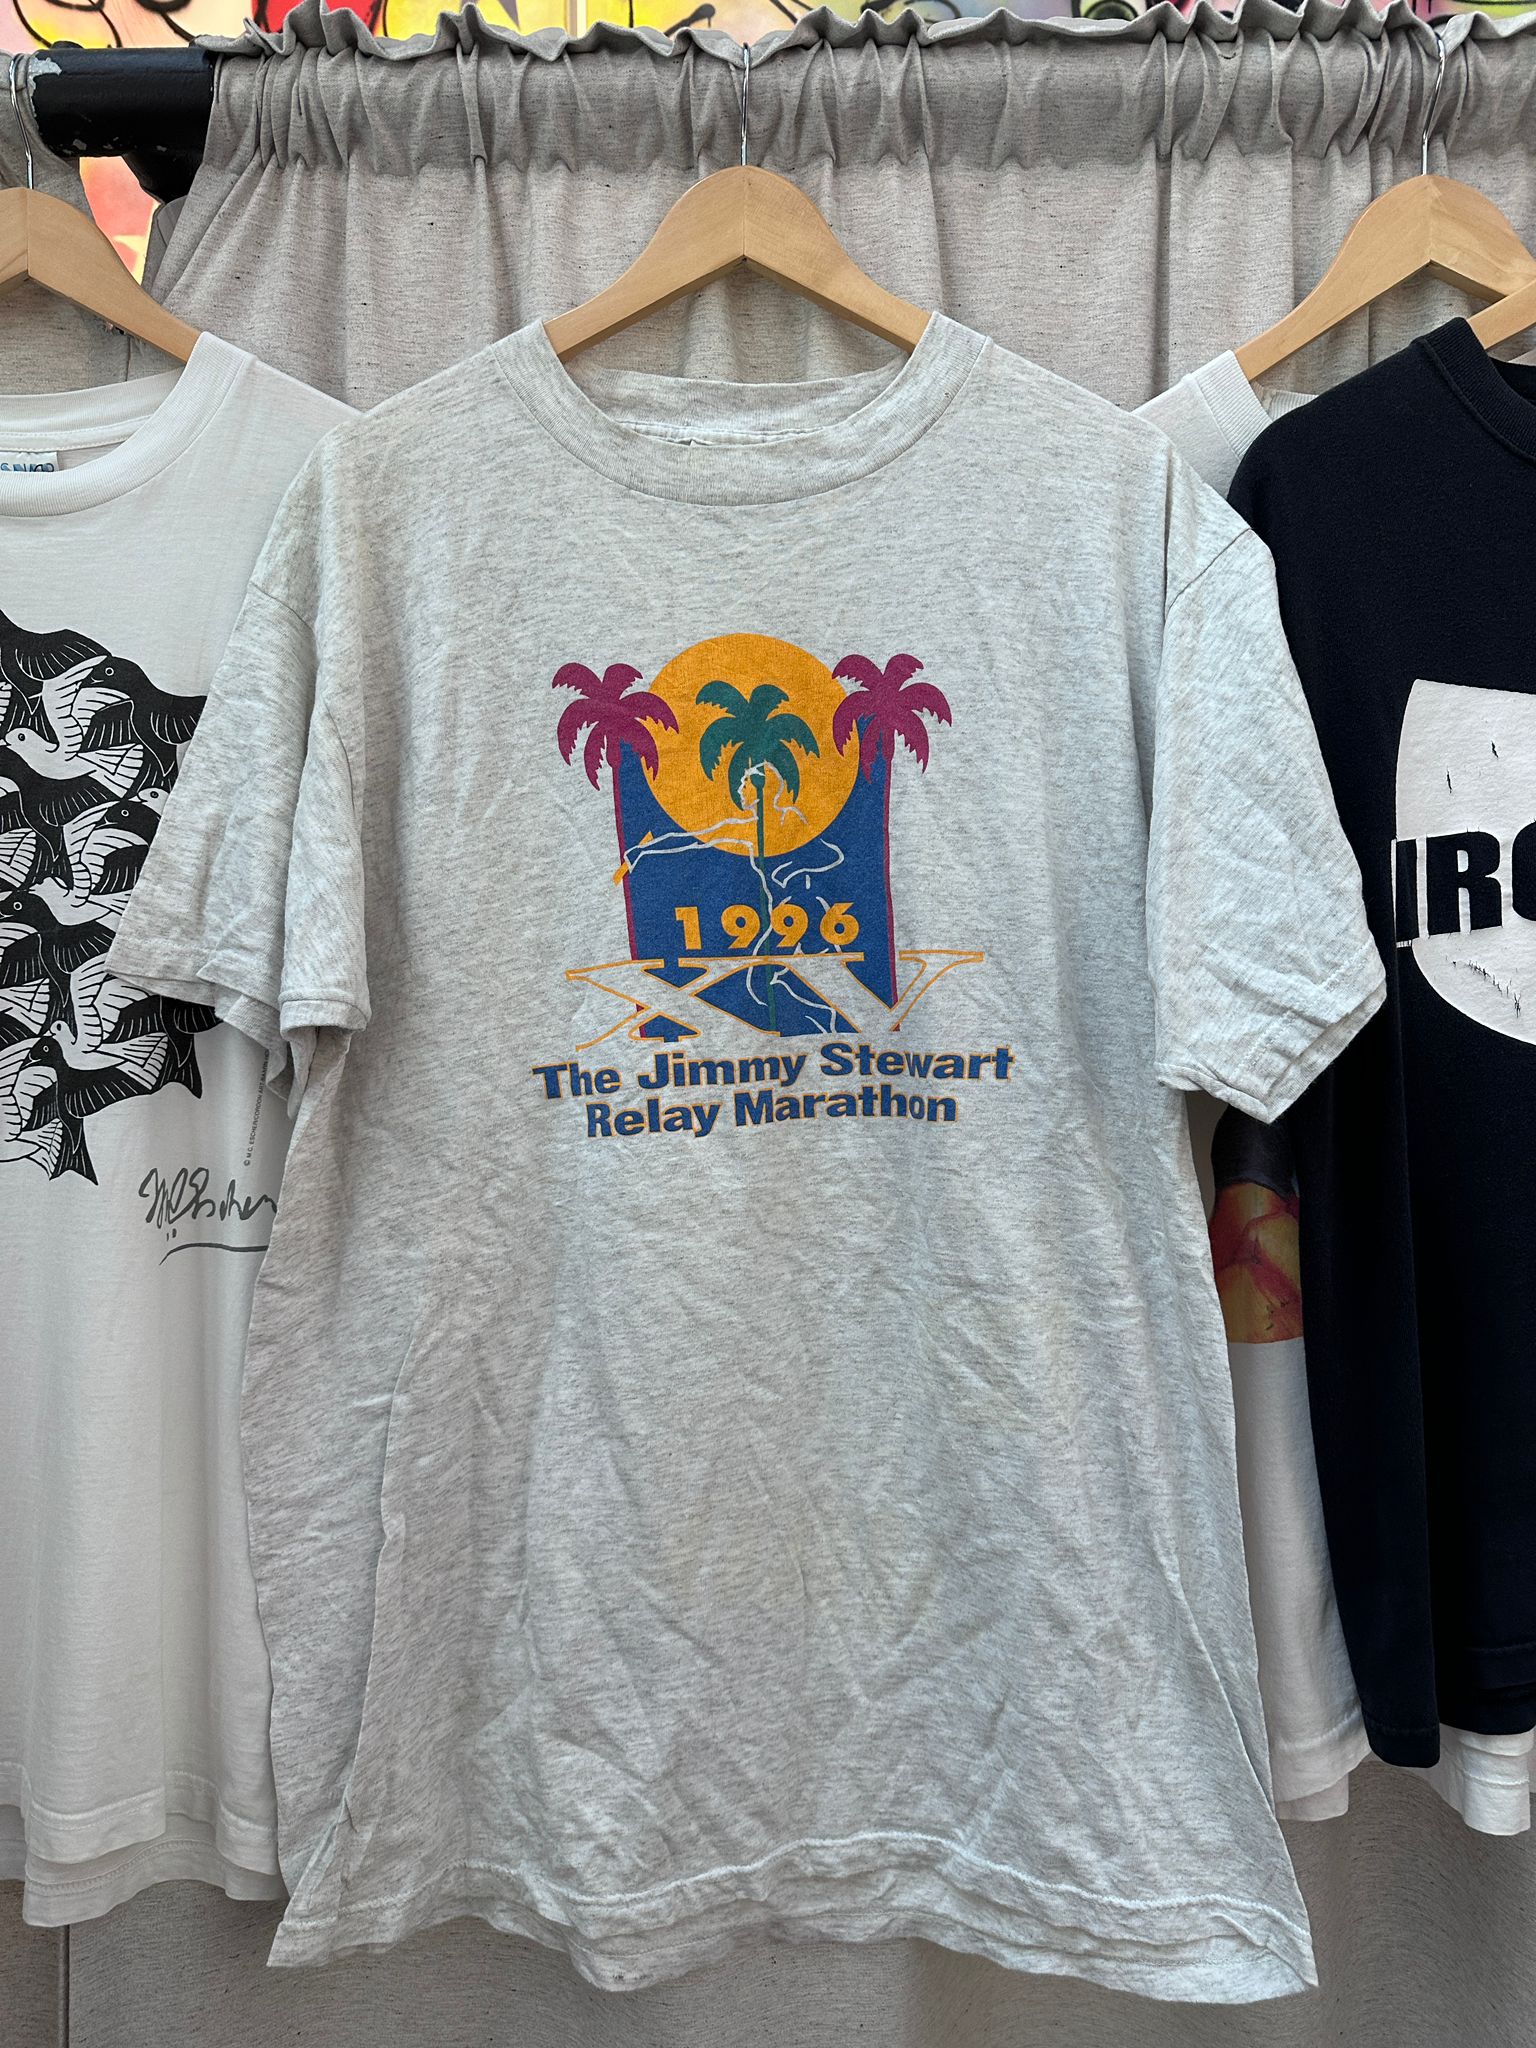 1996
XV
The Jimmy Stewart
Relay Marathon